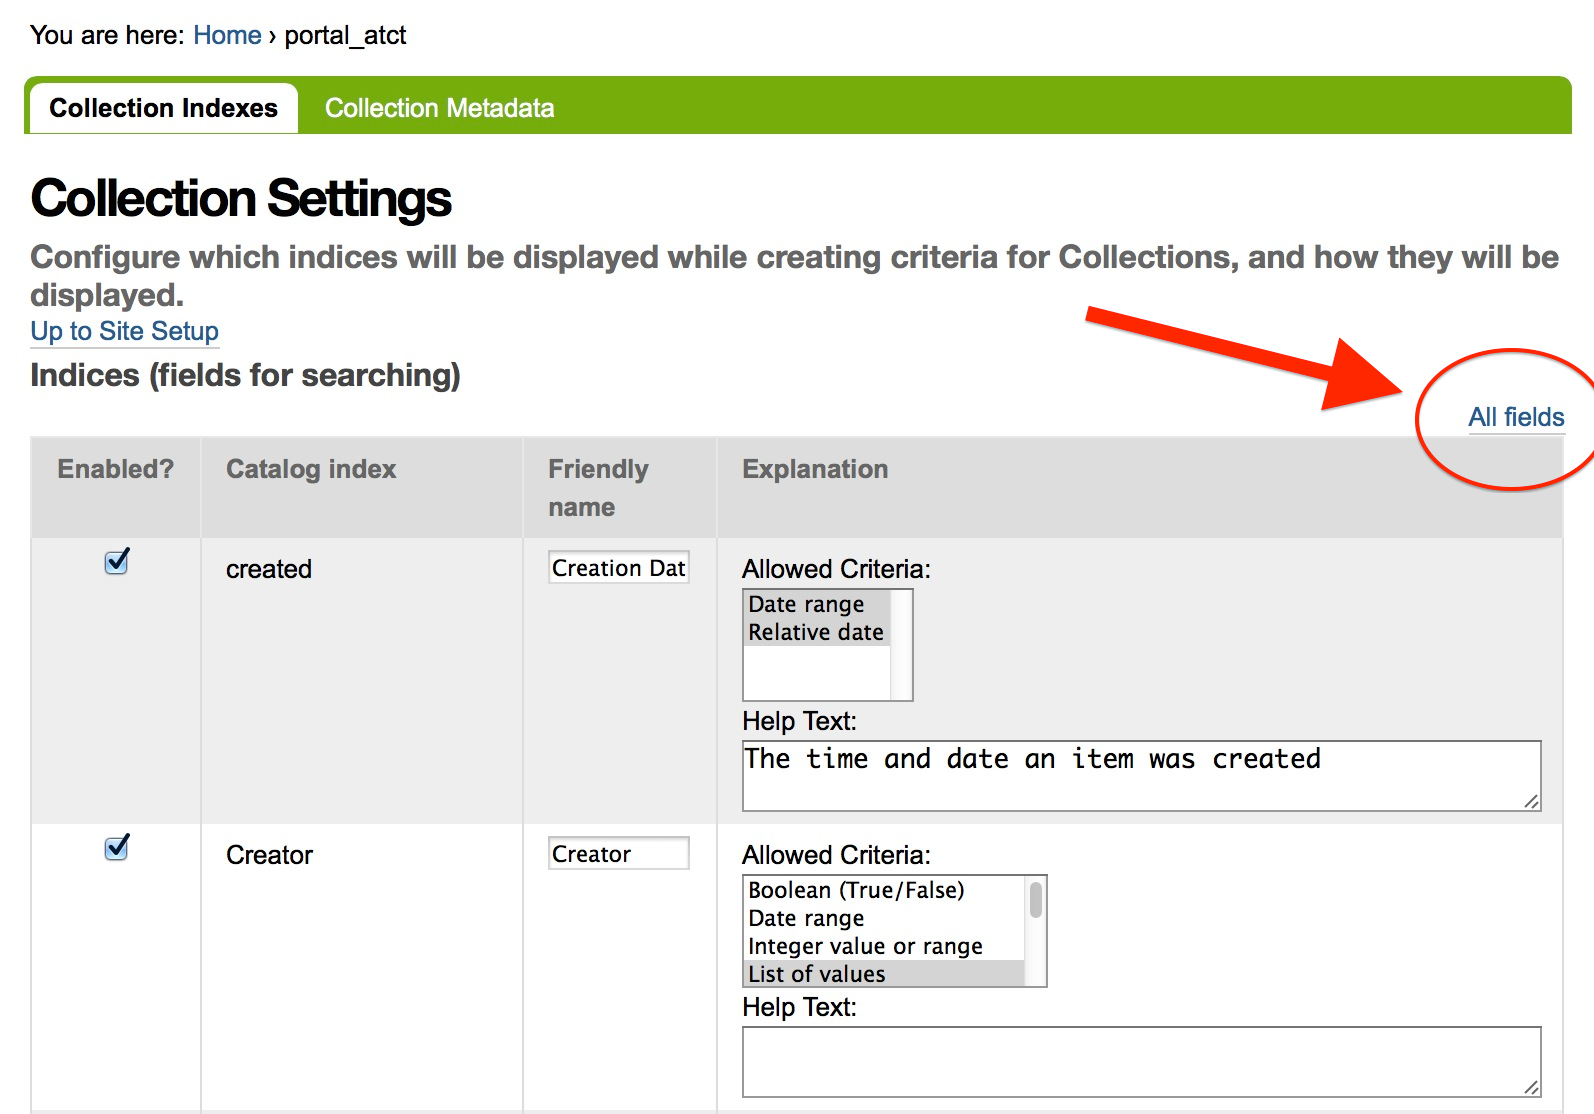 You are here: Home › portal_atct
Collection Indexes
Collection Metadata
Collection Settings
Configure which indices will be displayed while creating criteria for Collections, and how they will be
displayed.
Up to Site Setup
Indices (fields for searching)
All fields
Enabled?
Catalog index
Friendly
name
Explanation
created
Creation Dat
Allowed Criteria:
Date range
Relative date
Help Text:
The time and date an item was created
Creator
Creator
Allowed Criteria:
Boolean (True/False)
Date range
Integer value or range
List of values
Help Text: